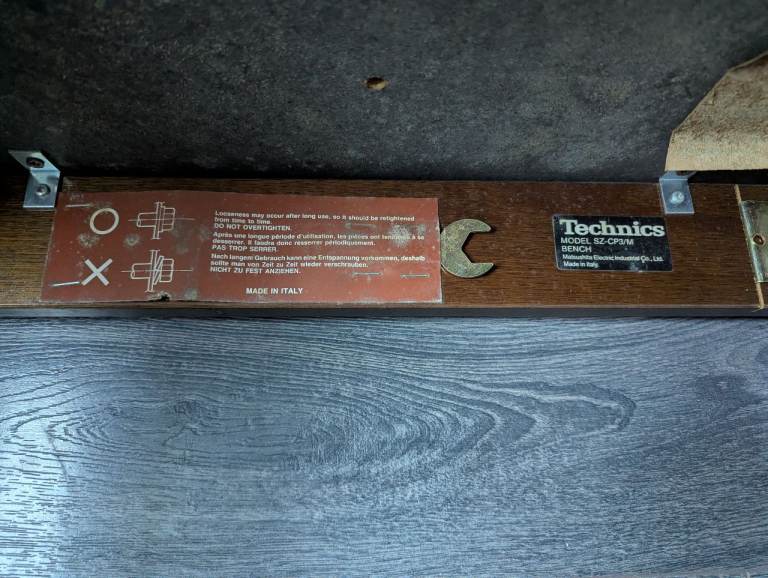 Looseness may occur after long use, so it should be retightened
from time to time.
DO NOT OVERTIGHTEN.
Après une longue période d'utilisation, les pièces ont tendance à se
desserrer. Il faudra donc resserrer périodiquement.
PAS TROP SERRER.
Nach langem Gebrauch kann eine Entspannung vorkommen, deshalb
sollte man von Zeit zu Zeit wieder verschrauben.
NICHT ZU FEST ANZIEHEN.
MADE IN ITALY
Technics
MODEL SZ-CP3/M
BENCH
Matsushita Electric Industrial Co., Ltd.
Made in Italy